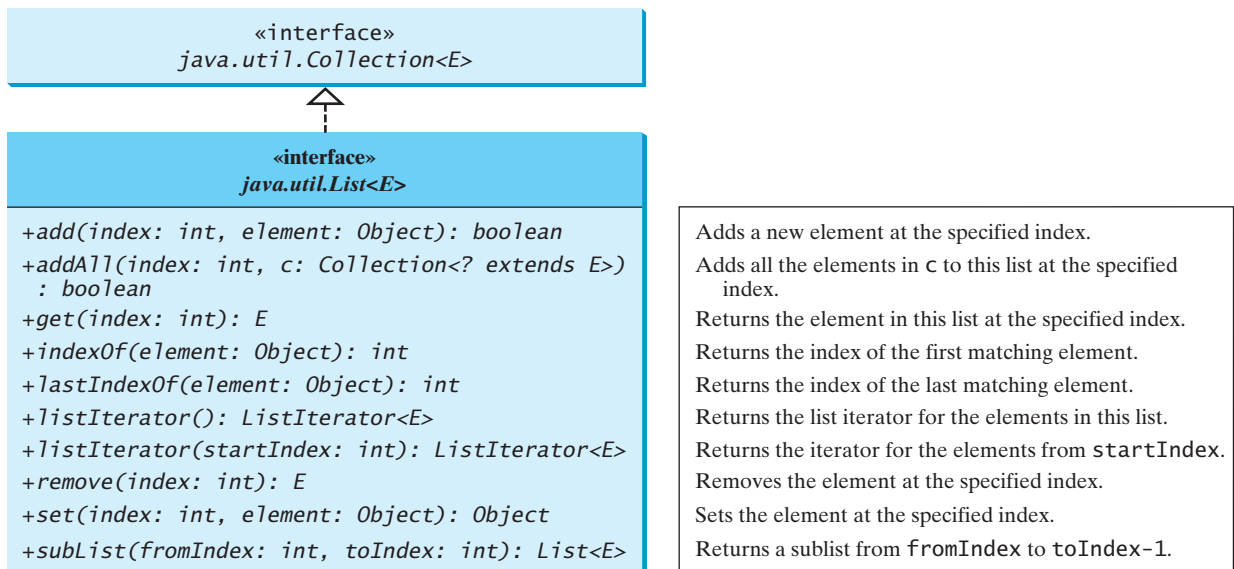 «interface»
java.util.Collection<E>
«interface»
java.util.List<E>
+add(index: int, element: Object): boolean
+addAll(index: int, c: Collection<? extends E>)
: boolean
+get(index: int): E
+indexOf(element: Object): int
+lastIndexOf(element: Object): int
+listIterator(): ListIterator<E>
+listIterator(startIndex: int): ListIterator<E>
+remove(index: int): E
+set(index: int, element: Object): Object
+subList(fromIndex: int, toIndex: int): List<E>
Adds a new element at the specified index.
Adds all the elements in c to this list at the specified
index.
Returns the element in this list at the specified index.
Returns the index of the first matching element.
Returns the index of the last matching element.
Returns the list iterator for the elements in this list.
Returns the iterator for the elements from startIndex.
Removes the element at the specified index.
Sets the element at the specified index.
Returns a sublist from fromIndex to toIndex-1.